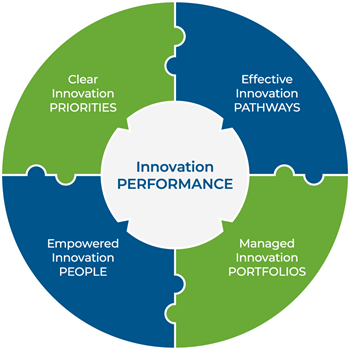 Clear
Innovation
PRIORITIES
Effective
Innovation
PATHWAYS
Innovation
PERFORMANCE
Empowered
Innovation
PEOPLE
Managed
Innovation
PORTFOLIOS